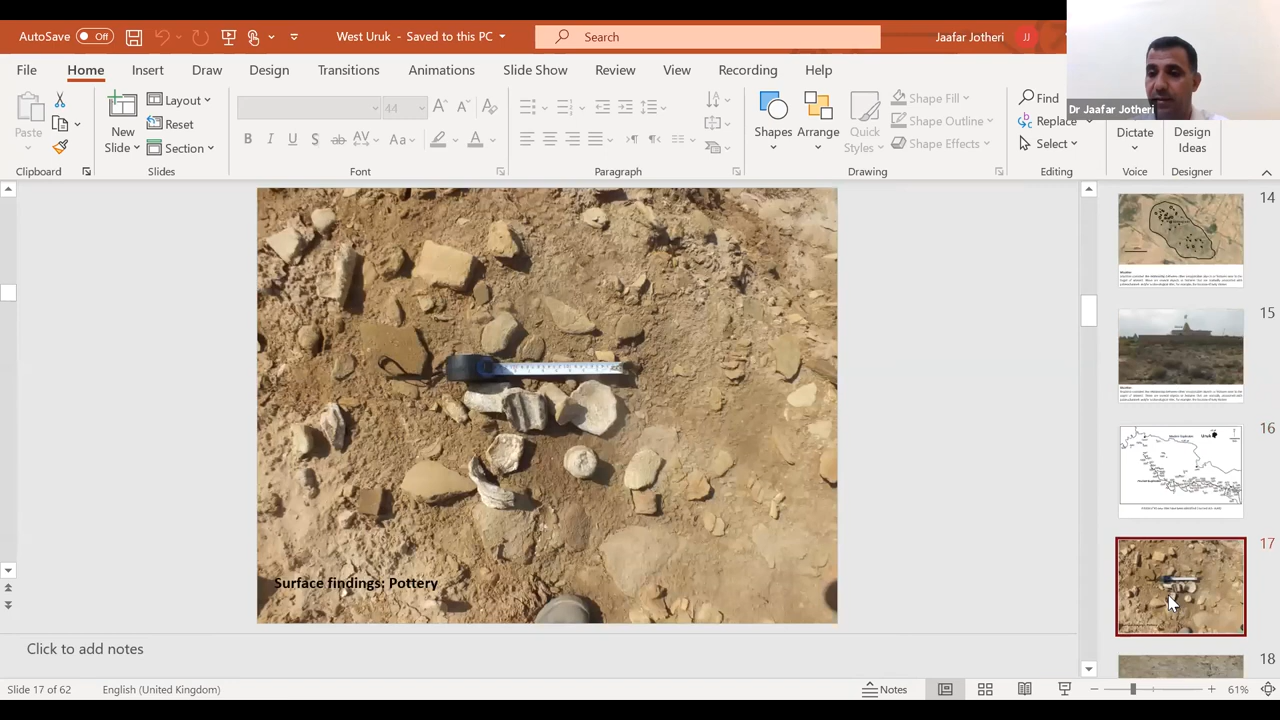 AutoSave Off West Uruk - Saved to this PC Search Jaafar Jotheri JJ
File Home Insert Draw Design Transitions Animations Slide Show Review View Recording Help
Dr Jaafar Jotheri
Paste
New Slide
Layout
Reset
Section
44
B I U S ab AV Aa A
Shapes Arrange Quick Styles
Shape Fill
Shape Outline
Shape Effects
Find
Replace
Select
Dictate
Design Ideas
Clipboard Slides Font Paragraph Drawing Editing Voice Designer
Surface findings: Pottery
14
15
16
17
18
Click to add notes
Slide 17 of 62 English (United Kingdom) Notes 61%